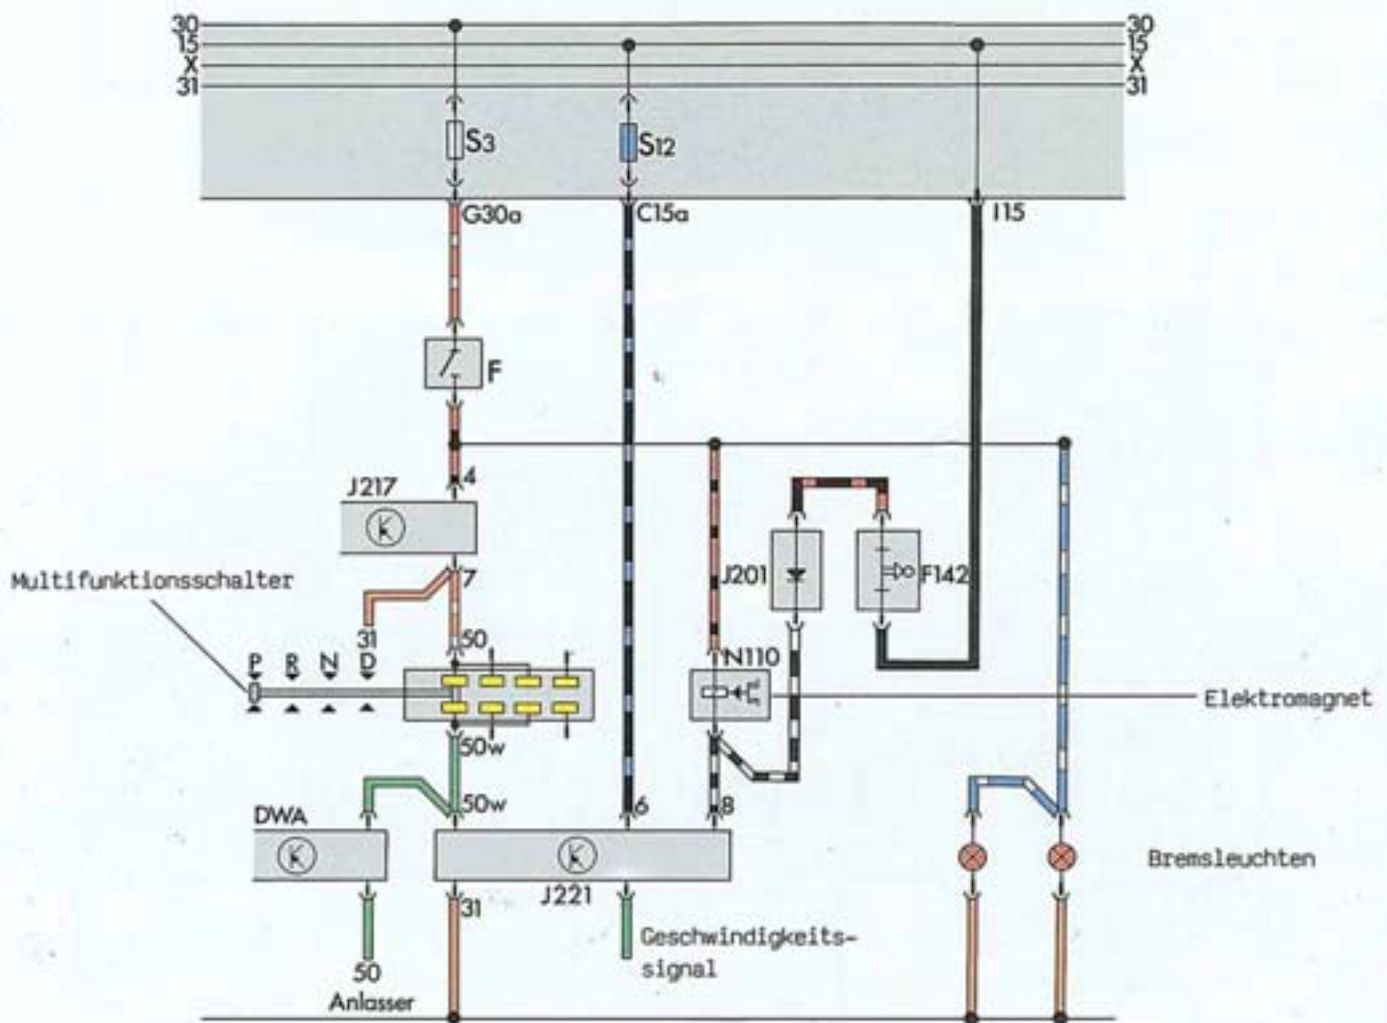 30 30
15 15
X X
31 31
S3 S12
G30a C15a I15
F
4
J217
J201 F142
Multifunktionsschalter
7
31 50
P R N D
N110
Elektromagnet
50w
50w 6 8
DWA
Bremsleuchten
J221
31
Geschwindigkeits-
signal
50
Anlasser